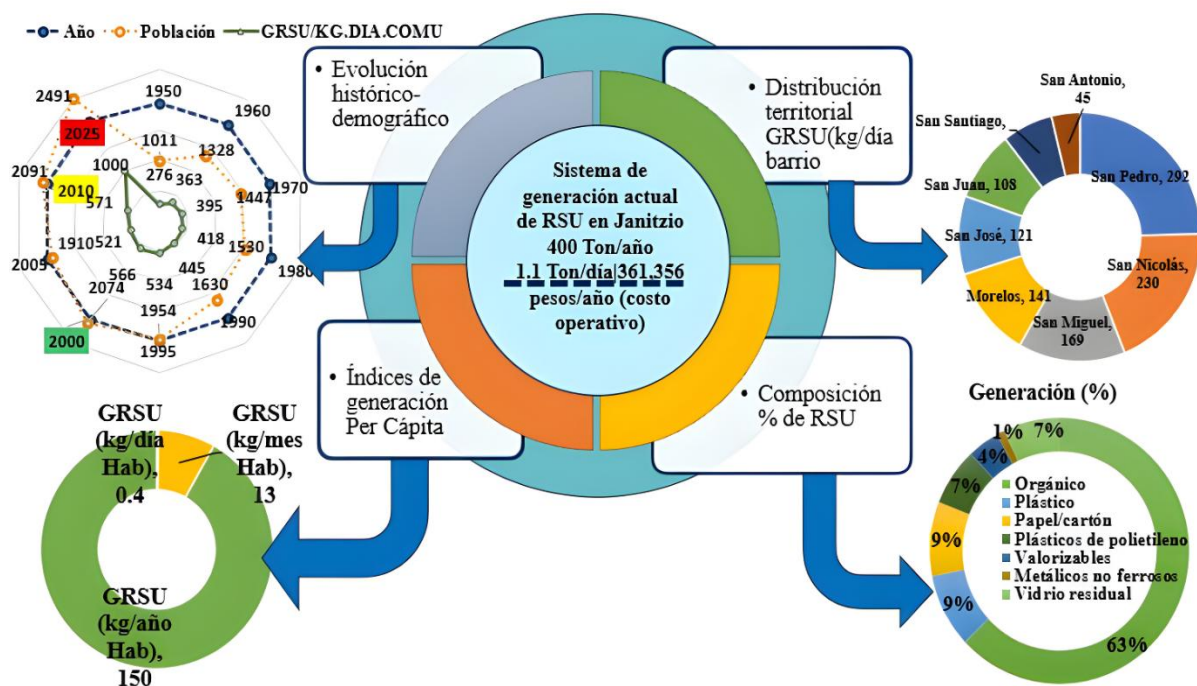 Año Población GRSU/KG.DIA.COMU
1950
1960
1970
1980
1990
1995
2000
2005
2010
2025
1011
1328
1447
1530
1630
1954
2074
1910
2091
2491
276
363
395
418
445
534
566
521
571
1000
• Evolución
histórico-
demográfico
• Distribución
territorial
GRSU(kg/día
barrio
Sistema de
generación actual
de RSU en Janitzio
400 Ton/año
1.1 Ton/día|361,356
pesos/año (costo
operativo)
• Índices de
generación
Per Cápita
• Composición
% de RSU
San Antonio,
45
San Santiago,
San Pedro, 292
San Juan, 108
San José, 121
San Nicolás,
230
Morelos, 141
San Miguel,
169
GRSU
(kg/día
Hab),
0.4
GRSU
(kg/mes
Hab),
13
GRSU
(kg/año
Hab),
150
Generación (%)
1%
7%
4%
7%
9%
9%
63%
Orgánico
Plástico
Papel/cartón
Plásticos de polietileno
Valorizables
Metálicos no ferrosos
Vidrio residual